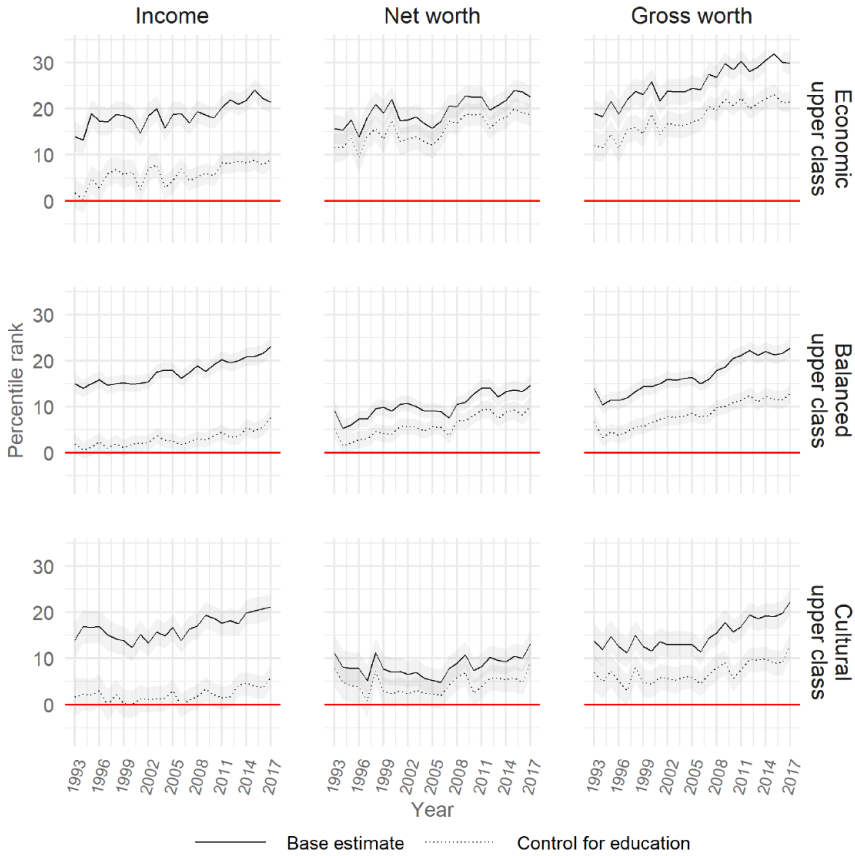 Income
Net worth
Gross worth
30
20
10
0
Economic
upper class
30
20
10
0
Balanced
upper class
Percentile rank
30
20
10
0
Cultural
upper class
1993 1996 1999 2002 2005 2008 2011 2014 2017
1993 1996 1999 2002 2005 2008 2011 2014 2017
1993 1996 1999 2002 2005 2008 2011 2014 2017
Year
Base estimate
Control for education